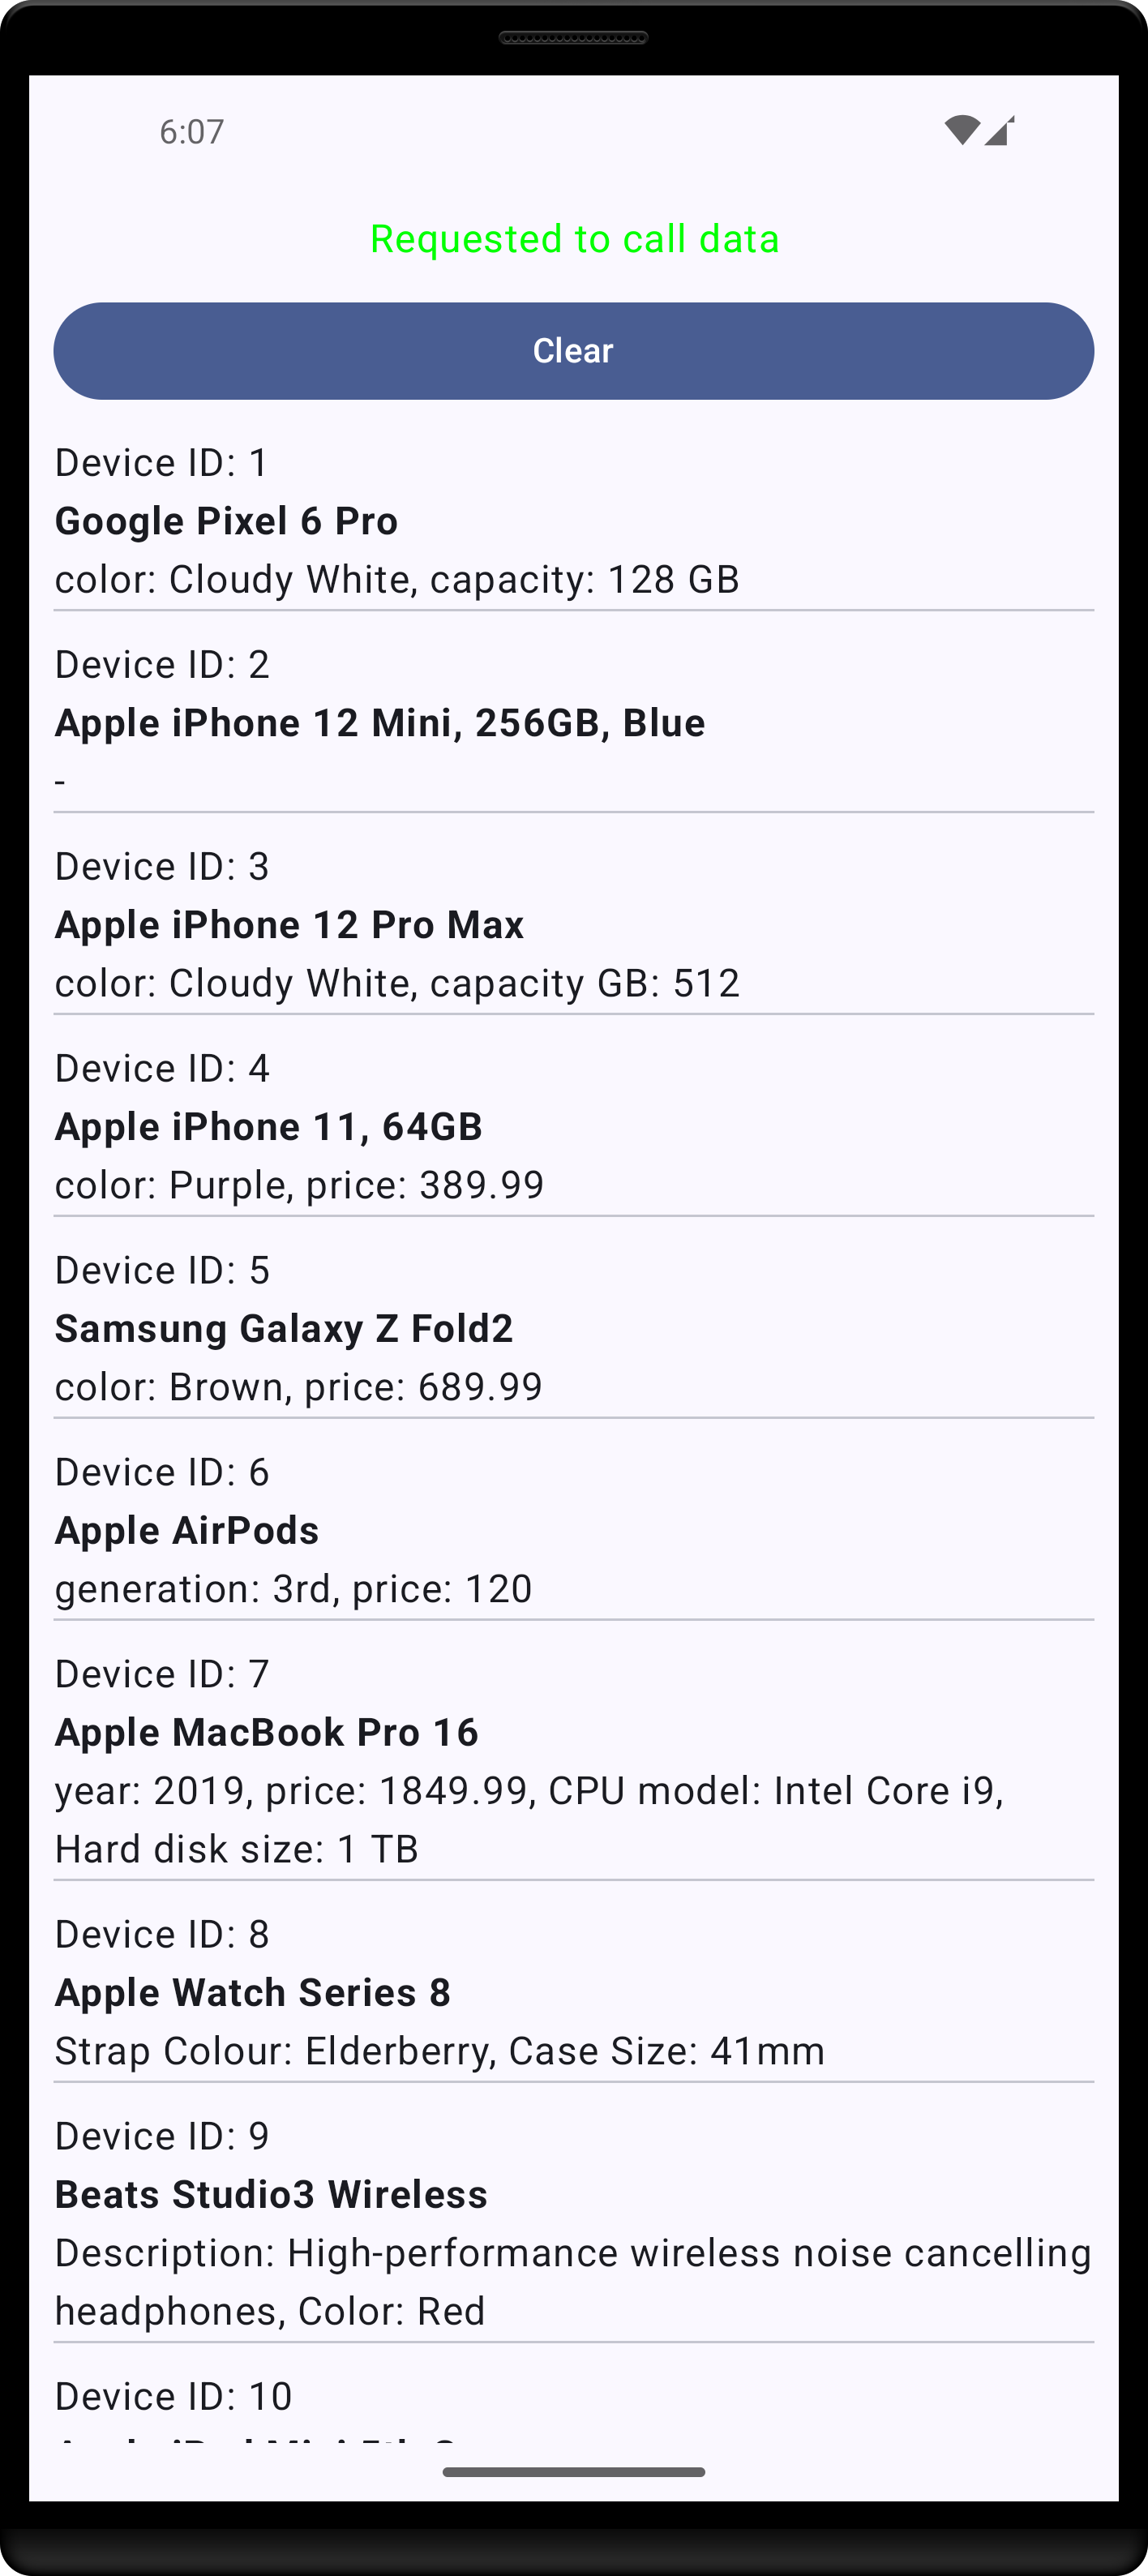 6:07
Requested to call data
Clear
Device ID: 1
Google Pixel 6 Pro
color: Cloudy White, capacity: 128 GB
Device ID: 2
Apple iPhone 12 Mini, 256GB, Blue
-
Device ID: 3
Apple iPhone 12 Pro Max
color: Cloudy White, capacity GB: 512
Device ID: 4
Apple iPhone 11, 64GB
color: Purple, price: 389.99
Device ID: 5
Samsung Galaxy Z Fold2
color: Brown, price: 689.99
Device ID: 6
Apple AirPods
generation: 3rd, price: 120
Device ID: 7
Apple MacBook Pro 16
year: 2019, price: 1849.99, CPU model: Intel Core i9,
Hard disk size: 1 TB
Device ID: 8
Apple Watch Series 8
Strap Colour: Elderberry, Case Size: 41mm
Device ID: 9
Beats Studio3 Wireless
Description: High-performance wireless noise cancelling
headphones, Color: Red
Device ID: 10